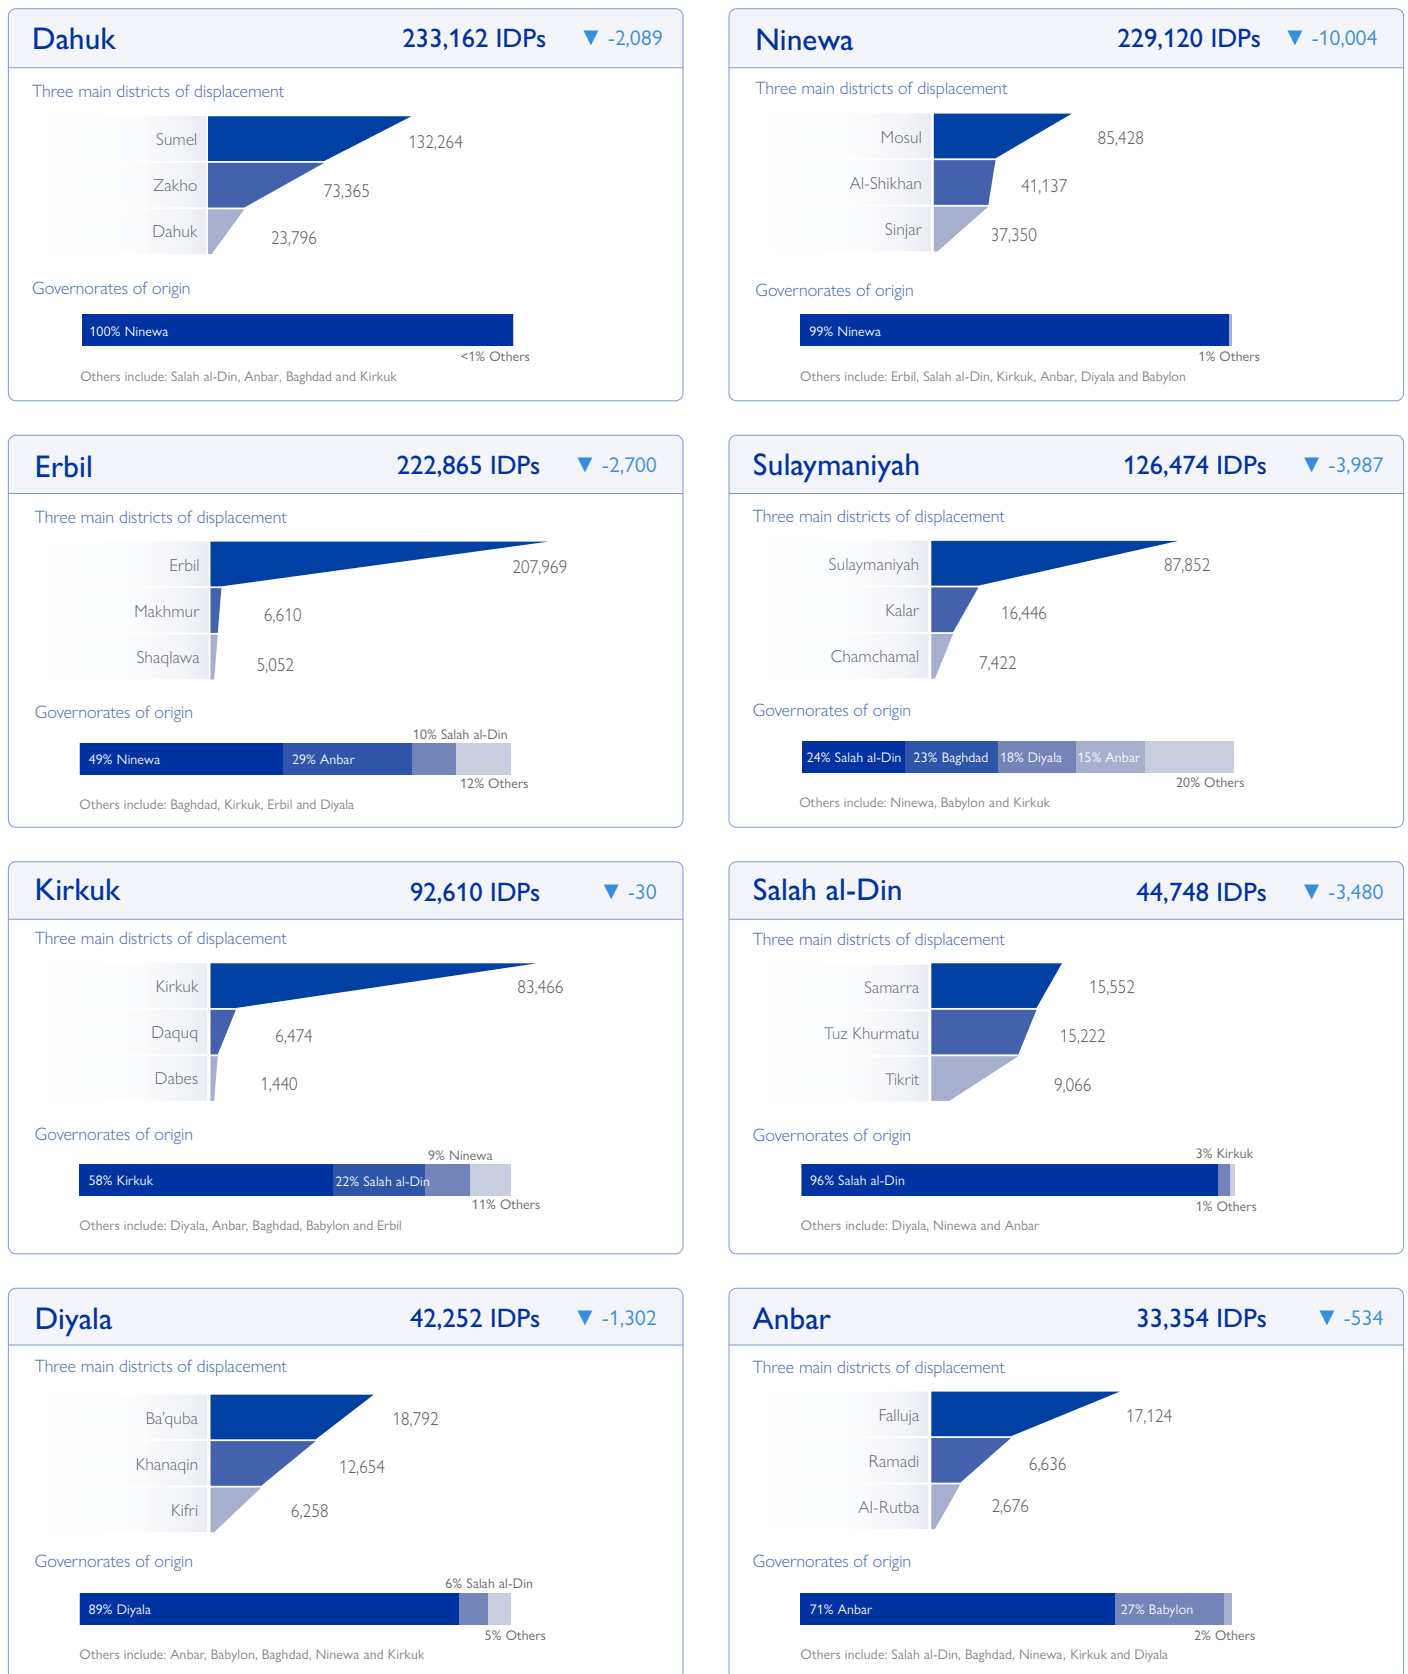 Dahuk 233,162 IDPs ▼ -2,089
Three main districts of displacement
Sumel 132,264
Zakho 73,365
Dahuk 23,796
Governorates of origin
100% Ninewa
<1% Others
Others include: Salah al-Din, Anbar, Baghdad and Kirkuk
Ninewa 229,120 IDPs ▼ -10,004
Three main districts of displacement
Mosul 85,428
Al-Shikhan 41,137
Sinjar 37,350
Governorates of origin
99% Ninewa
1% Others
Others include: Erbil, Salah al-Din, Kirkuk, Anbar, Diyala and Babylon
Erbil 222,865 IDPs ▼ -2,700
Three main districts of displacement
Erbil 207,969
Makhmur 6,610
Shaqlawa 5,052
Governorates of origin
10% Salah al-Din
49% Ninewa 29% Anbar
12% Others
Others include: Baghdad, Kirkuk, Erbil and Diyala
Sulaymaniyah 126,474 IDPs ▼ -3,987
Three main districts of displacement
Sulaymaniyah 87,852
Kalar 16,446
Chamchamal 7,422
Governorates of origin
24% Salah al-Din 23% Baghdad 18% Diyala 15% Anbar
20% Others
Others include: Ninewa, Babylon and Kirkuk
Kirkuk 92,610 IDPs ▼ -30
Three main districts of displacement
Kirkuk 83,466
Daquq 6,474
Dabes 1,440
Governorates of origin
9% Ninewa
58% Kirkuk 22% Salah al-Din
11% Others
Others include: Diyala, Anbar, Baghdad, Babylon and Erbil
Salah al-Din 44,748 IDPs ▼ -3,480
Three main districts of displacement
Samarra 15,552
Tuz Khurmatu 15,222
Tikrit 9,066
Governorates of origin
3% Kirkuk
96% Salah al-Din
1% Others
Others include: Diyala, Ninewa and Anbar
Diyala 42,252 IDPs ▼ -1,302
Three main districts of displacement
Ba'quba 18,792
Khanaqin 12,654
Kifri 6,258
Governorates of origin
6% Salah al-Din
89% Diyala
5% Others
Others include: Anbar, Babylon, Baghdad, Ninewa and Kirkuk
Anbar 33,354 IDPs ▼ -534
Three main districts of displacement
Falluja 17,124
Ramadi 6,636
Al-Rutba 2,676
Governorates of origin
71% Anbar 27% Babylon
2% Others
Others include: Salah al-Din, Baghdad, Ninewa, Kirkuk and Diyala